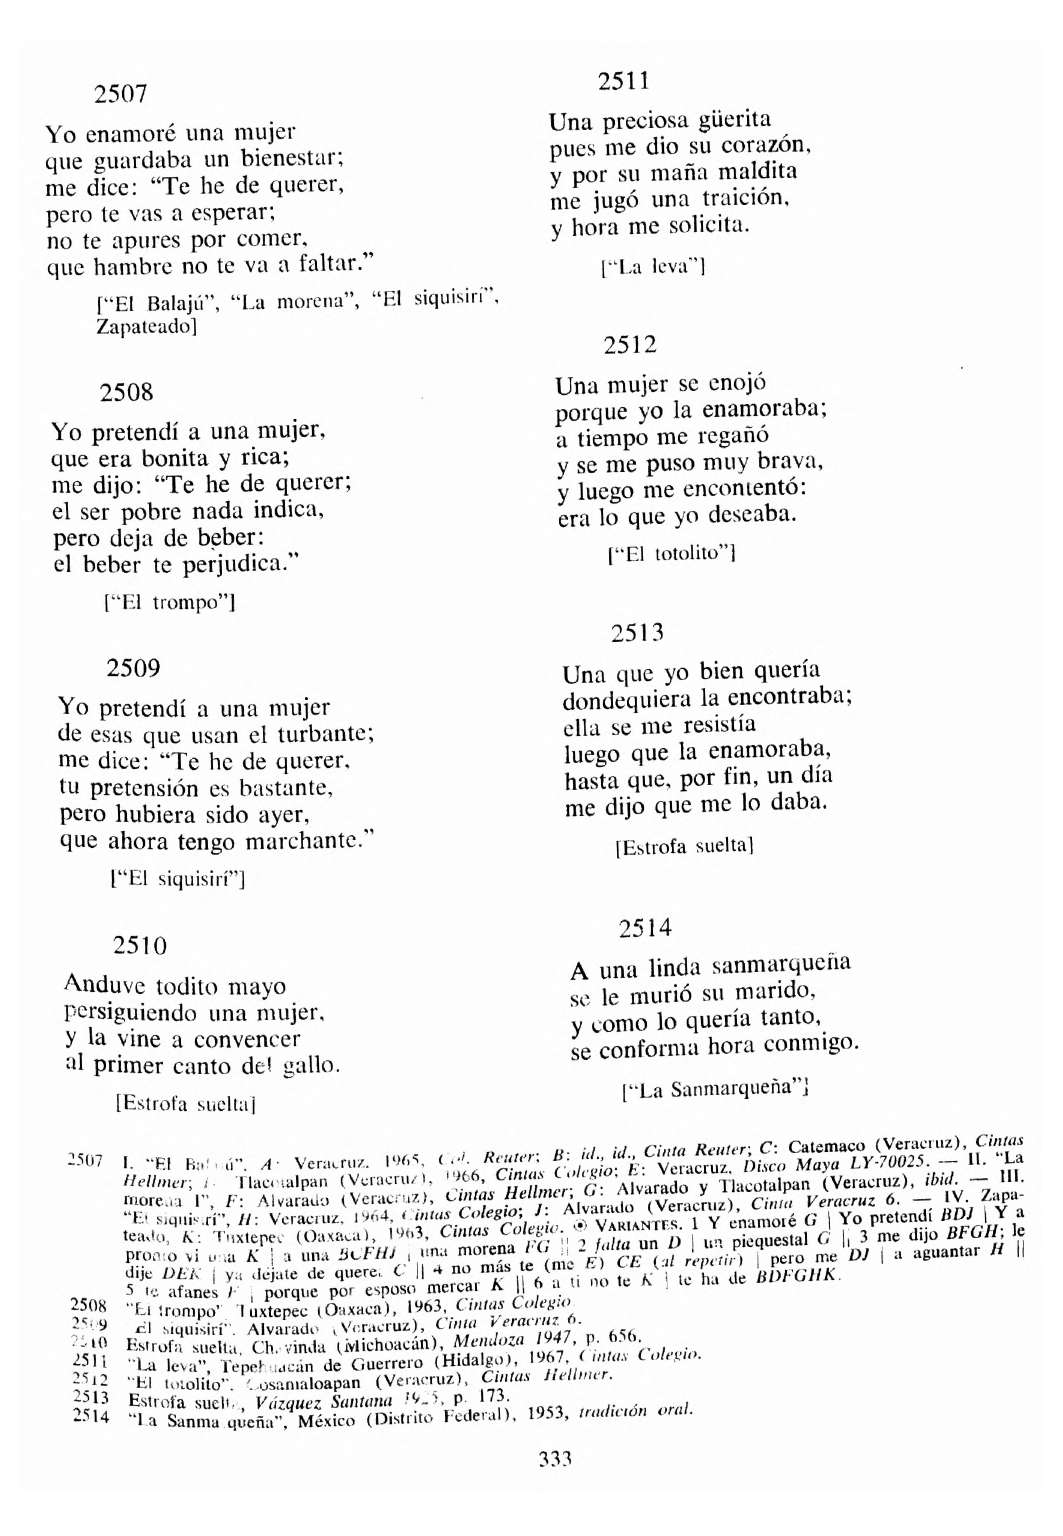 2507
Yo enamoré una mujer
que guardaba un bienestar;
me dice: “Te he de querer,
pero te vas a esperar;
no te apures por comer,
que hambre no te va a faltar.”
[“El Balajú”, “La morena”, “El siquisirí”,
Zapateado]
2508
Yo pretendí a una mujer,
que era bonita y rica;
me dijo: “Te he de querer;
el ser pobre nada indica,
pero deja de beber:
el beber te perjudica.”
[“El trompo”]
2509
Yo pretendí a una mujer
de esas que usan el turbante;
me dice: “Te he de querer,
tu pretensión es bastante,
pero hubiera sido ayer,
que ahora tengo marchante.”
[“El siquisirí”]
2510
Anduve todito mayo
persiguiendo una mujer,
y la vine a convencer
al primer canto del gallo.
[Estrofa suelta]
2511
Una preciosa güerita
pues me dio su corazón,
y por su maña maldita
me jugó una traición,
y hora me solicita.
[“La leva”]
2512
Una mujer se enojó
porque yo la enamoraba;
a tiempo me regañó
y se me puso muy brava,
y luego me encontentó:
era lo que yo deseaba.
[“El totolito”]
2513
Una que yo bien quería
dondequiera la encontraba;
ella se me resistía
luego que la enamoraba,
hasta que, por fin, un día
me dijo que me lo daba.
[Estrofa suelta]
2514
A una linda sanmarqueña
se le murió su marido,
y como lo quería tanto,
se conforma hora conmigo.
[“La Sanmarqueña”]
2507 I. “El Balajú”, A: Veracruz, 1965, Col. Reuter; B: id., id., Cinta Reuter; C: Catemaco (Veracruz), Cintas
Hellmer; Tlacotalpan (Veracruz), 1966, Cintas Colegio; E: Veracruz, Disco Maya LY-70025. — II. “La
morena I”, F: Alvarado (Veracruz), Cintas Hellmer; G: Alvarado y Tlacotalpan (Veracruz), ibid. — III.
“El siquisirí”, H: Veracruz, 1964, Cintas Colegio; J: Alvarado (Veracruz), Cinta Veracruz 6. — IV. Zapa-
teado, K: Tuxtepec (Oaxaca), 1963, Cintas Colegio. ⊛ VARIANTES. 1 Y enamoré G | Yo pretendí BDJ | Y a
pronto vi una K | a una BCFHJ | una morena FG || 2 falta un D | un piequestal G || 3 me dijo BFGH; le
dije DEK | ya déjate de querer C || 4 no más te (me E) CE (al repetir) | pero me DJ | a aguantar H ||
5 te afanes F | porque por esposo mercar K || 6 a ti no te K | te ha de BDFGHK.
2508 “El trompo” Tuxtepec (Oaxaca), 1963, Cintas Colegio
2509 El siquisirí”. Alvarado (Veracruz), Cinta Veracruz 6.
2510 Estrofa suelta, Chavinda (Michoacán), Mendoza 1947, p. 656.
2511 “La leva”, Tepehuacán de Guerrero (Hidalgo), 1967, Cintas Colegio.
2512 “El totolito”. Cosamaloapan (Veracruz), Cintas Hellmer.
2513 Estrofa suelta, Vázquez Santana p. 173.
2514 “La Sanmarqueña”, México (Distrito Federal), 1953, tradición oral.
333